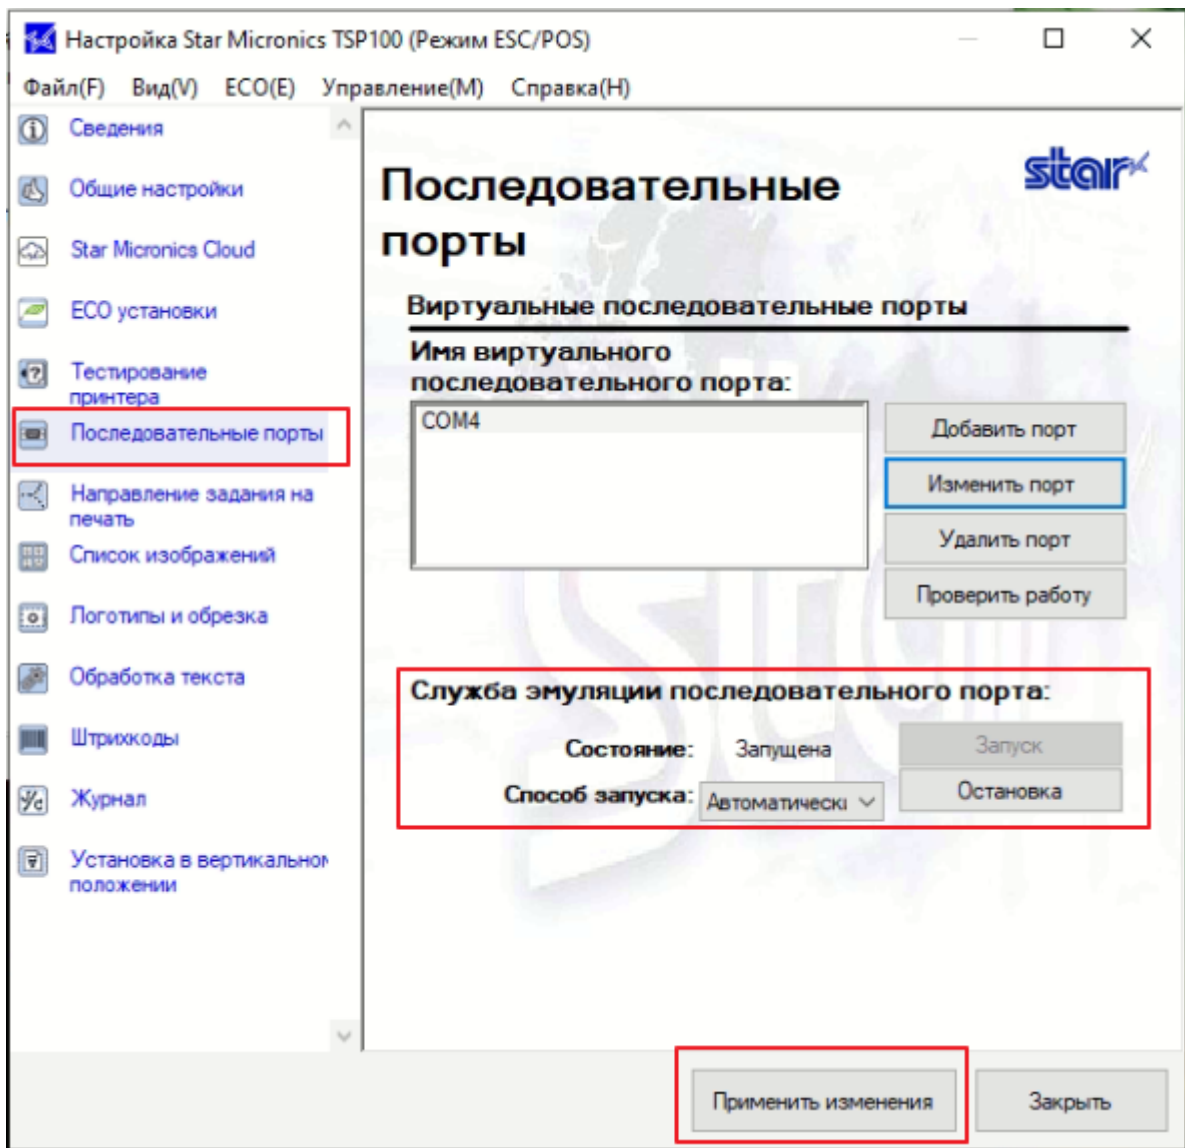 Настройка Star Micronics TSP100 (Режим ESC/POS)
Файл(F) Вид(V) ECO(E) Управление(M) Справка(H)
Сведения
Общие настройки
Star Micronics Cloud
ECO установки
Тестирование
принтера
Последовательные порты
Направление задания на
печать
Список изображений
Логотипы и обрезка
Обработка текста
Штрихкоды
Журнал
Установка в вертикальном
положении
star
Последовательные
порты
Виртуальные последовательные порты
Имя виртуального
последовательного порта:
COM4
Добавить порт
Изменить порт
Удалить порт
Проверить работу
Служба эмуляции последовательного порта:
Состояние: Запущена Запуск
Способ запуска: Автоматически Остановка
Применить изменения Закрыть